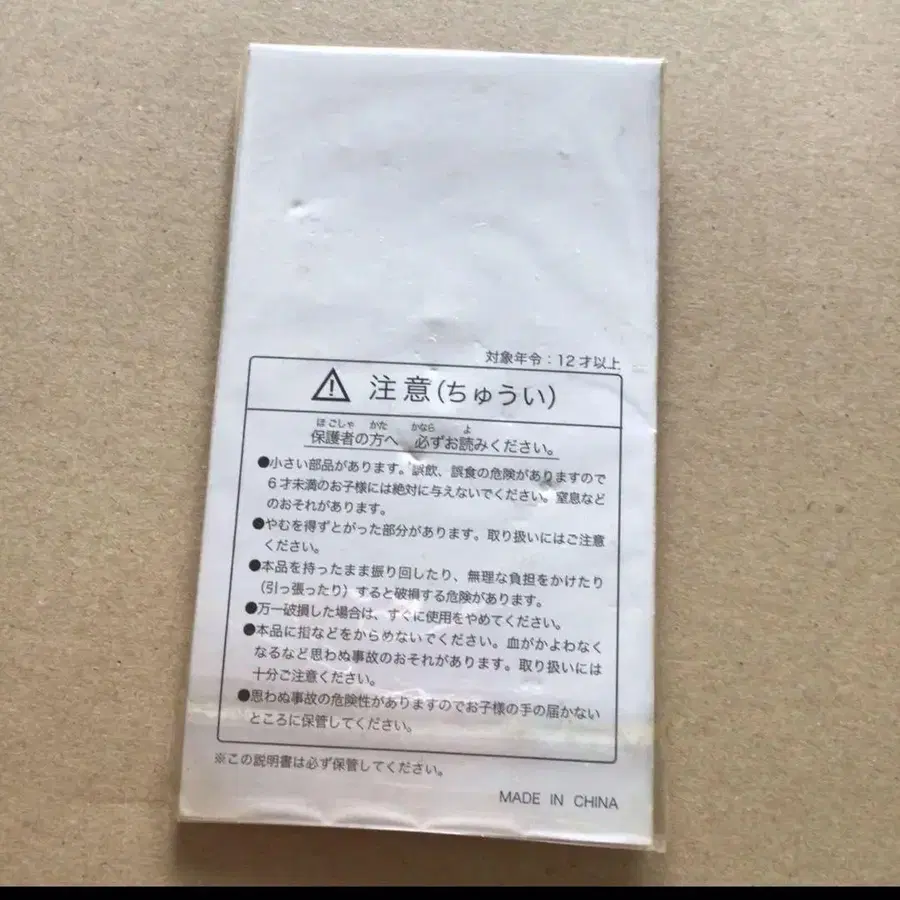 対象年令：12才以上
⚠ 注意(ちゅうい)
ほごしゃ かた かなら よ
保護者の方へ 必ずお読みください。
●小さい部品があります。誤飲、誤食の危険がありますので
6才未満のお子様には絶対に与えないでください。窒息など
のおそれがあります。
●やむを得ずとがった部分があります。取り扱いにはご注意
ください。
●本品を持ったまま振り回したり、無理な負担をかけたり
（引っ張ったり）すると破損する危険があります。
●万一破損した場合は、すぐに使用をやめてください。
●本品に指などをからめないでください。血がかよわなく
なるなど思わぬ事故のおそれがあります。取り扱いには
十分ご注意ください。
●思わぬ事故の危険性がありますのでお子様の手の届かない
ところに保管してください。
※この説明書は必ず保管してください。
MADE IN CHINA